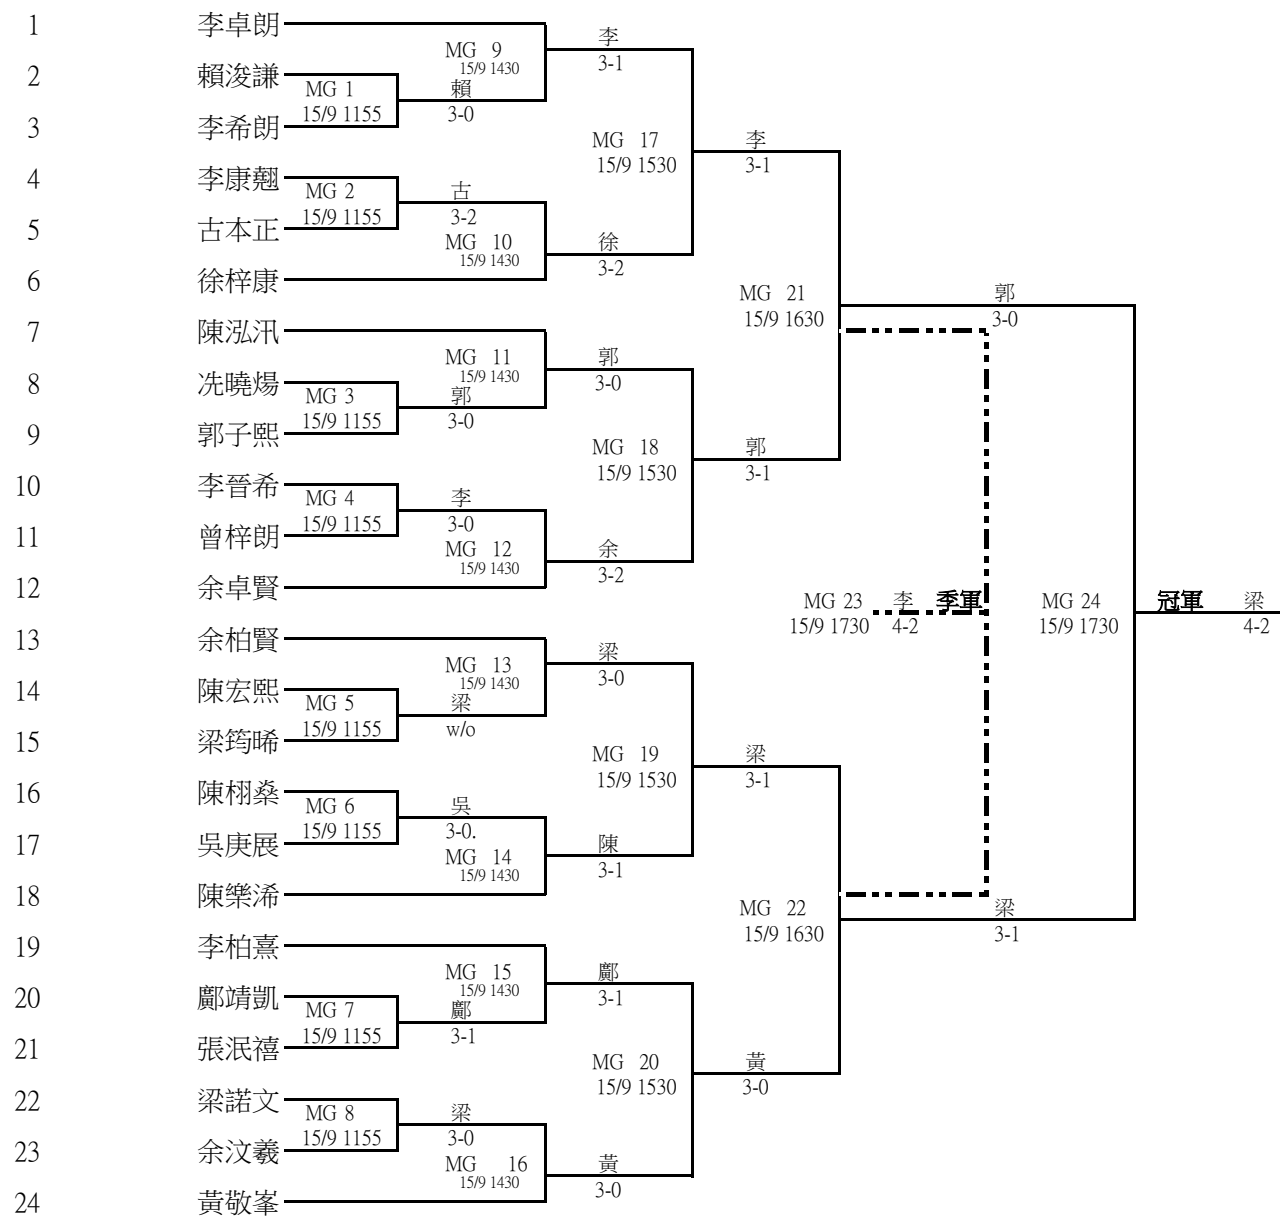 1 李卓朗
李
MG 9
15/9 1430
3-1
2 賴浚謙
MG 1
15/9 1155
賴
3-0
3 李希朗
MG 17
15/9 1530
李
3-1
4 李康翹
MG 2
15/9 1155
古
3-2
5 古本正
MG 10
15/9 1430
徐
3-2
6 徐梓康
MG 21
15/9 1630
郭
3-0
7 陳泓汛
MG 11
15/9 1430
郭
3-0
8 冼曉煬
MG 3
15/9 1155
郭
3-0
9 郭子熙
MG 18
15/9 1530
郭
3-1
10 李晉希
MG 4
15/9 1155
李
3-0
11 曾梓朗
MG 12
15/9 1430
余
3-2
12 余卓賢
MG 23
15/9 1730
李
4-2
季軍
MG 24
15/9 1730
冠軍
梁
4-2
13 余柏賢
MG 13
15/9 1430
梁
3-0
14 陳宏熙
MG 5
15/9 1155
梁
w/o
15 梁筠晞
MG 19
15/9 1530
梁
3-1
16 陳栩燊
MG 6
15/9 1155
吳
3-0.
17 吳庚展
MG 14
15/9 1430
陳
3-1
18 陳樂浠
MG 22
15/9 1630
梁
3-1
19 李柏熹
MG 15
15/9 1430
鄺
3-1
20 鄺靖凱
MG 7
15/9 1155
鄺
3-1
21 張泯禧
MG 20
15/9 1530
黃
3-0
22 梁諾文
MG 8
15/9 1155
梁
3-0
23 余汶羲
MG 16
15/9 1430
黃
3-0
24 黃敬峯